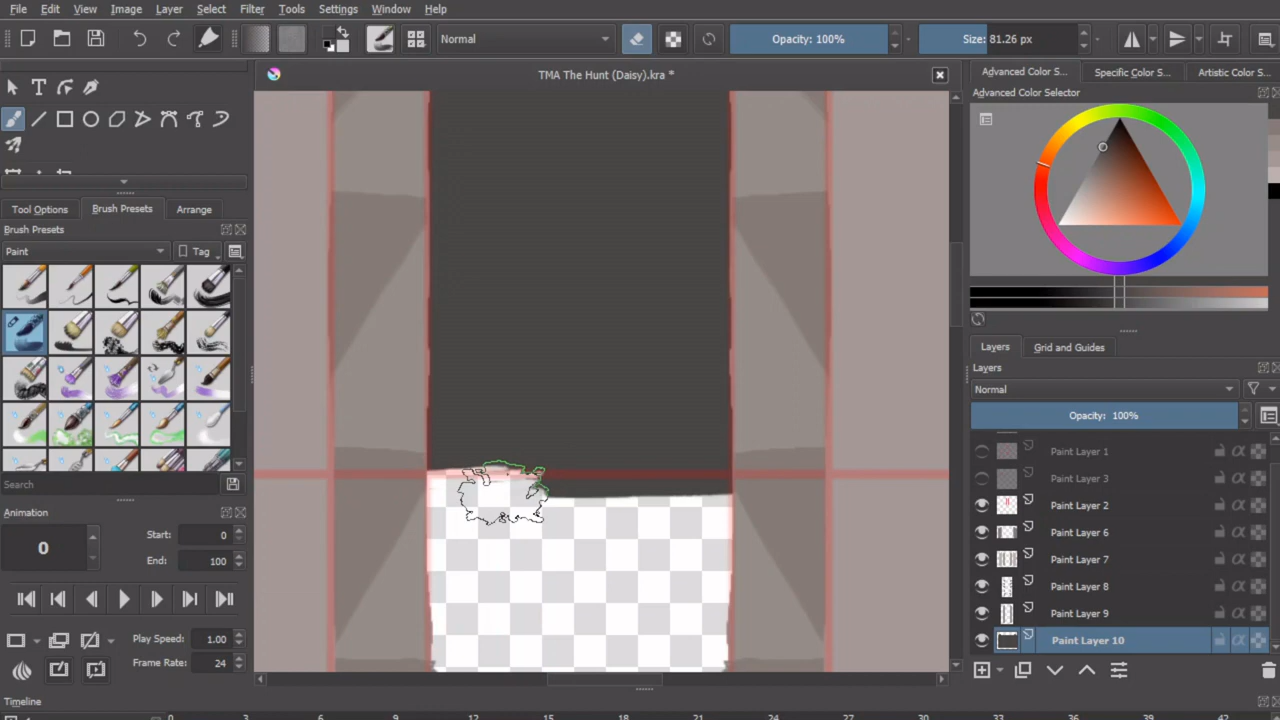 File Edit View Image Layer Select Filter Tools Settings Window Help
Normal Opacity: 100% Size: 81.26 px
TMA The Hunt (Daisy).kra *
Tool Options Brush Presets Arrange
Brush Presets
Paint Tag
Search
Animation
Start: 0
0
End: 100
Play Speed: 1.00
Frame Rate: 24
Timeline
0 3 6 9 12 15 18 21 24 27 30 33 36 39 42
Advanced Color S... Specific Color S... Artistic Color S...
Advanced Color Selector
Layers Grid and Guides
Layers
Normal
Opacity: 100%
Paint Layer 1
Paint Layer 3
Paint Layer 2
Paint Layer 6
Paint Layer 7
Paint Layer 8
Paint Layer 9
Paint Layer 10